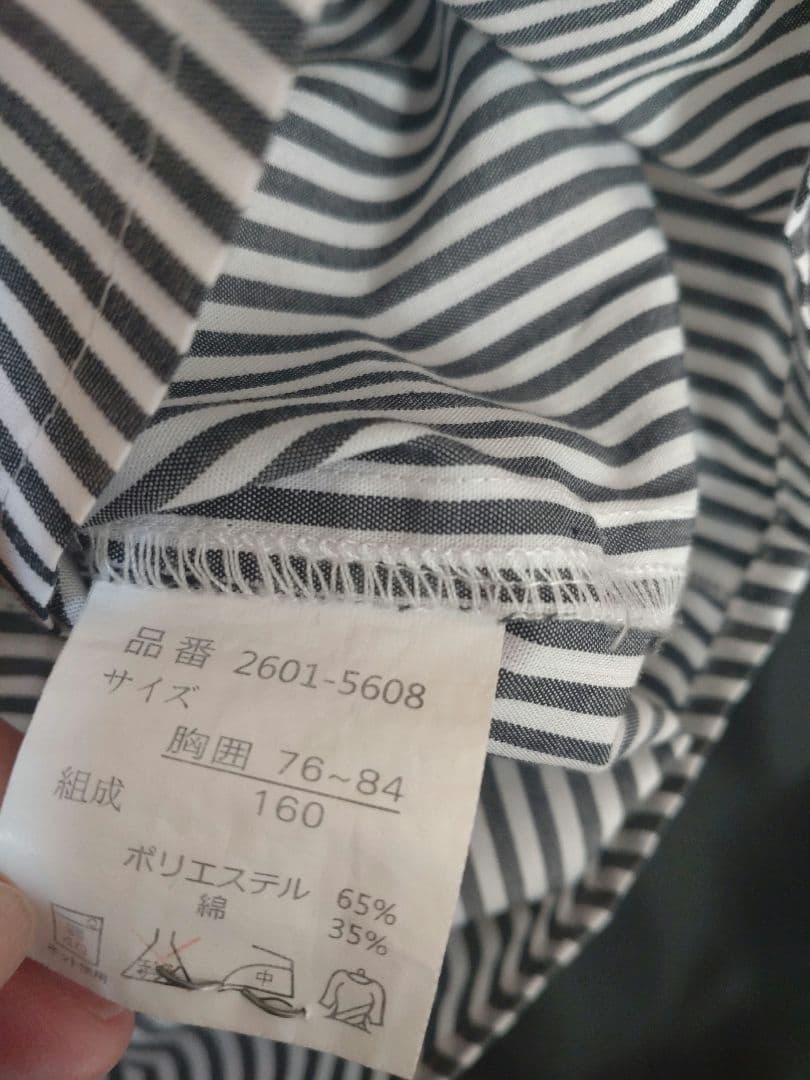 品番 2601-5608
サイズ
胸囲 76~84
160
組成
ポリエステル 65%
綿 35%
中